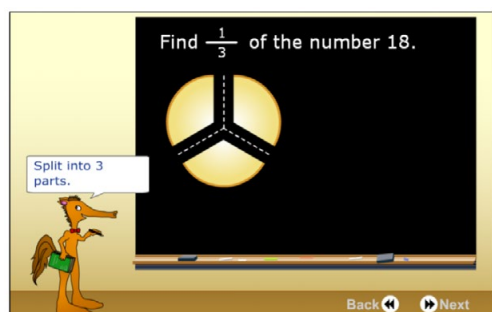 Find 1/3 of the number 18.
Split into 3
parts.
Back Next